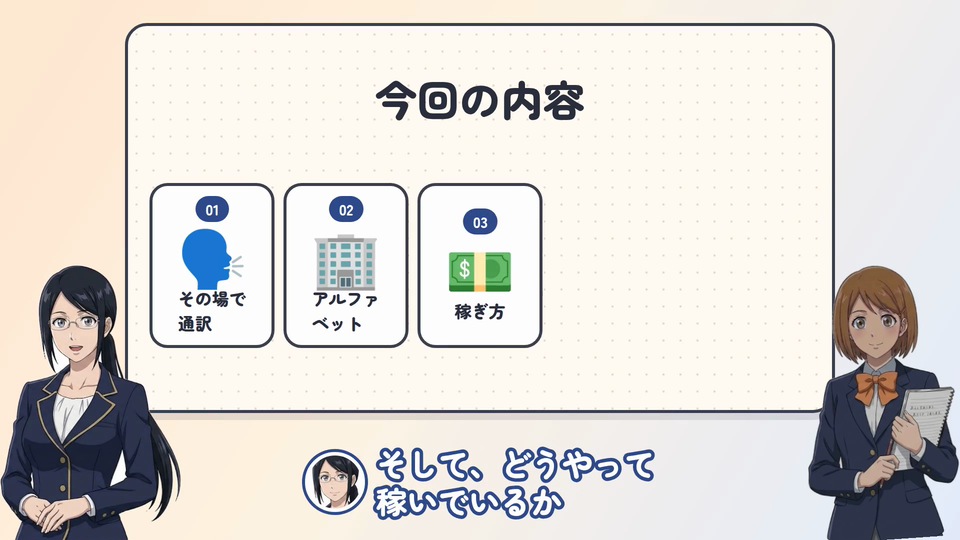 今回の内容
01
その場で
通訳
02
アルファ
ベット
03
稼ぎ方
そして、どうやって
稼いでいるか